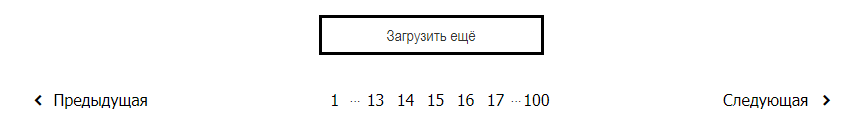 Загрузить ещё
Предыдущая 1 ... 13 14 15 16 17 ... 100 Следующая